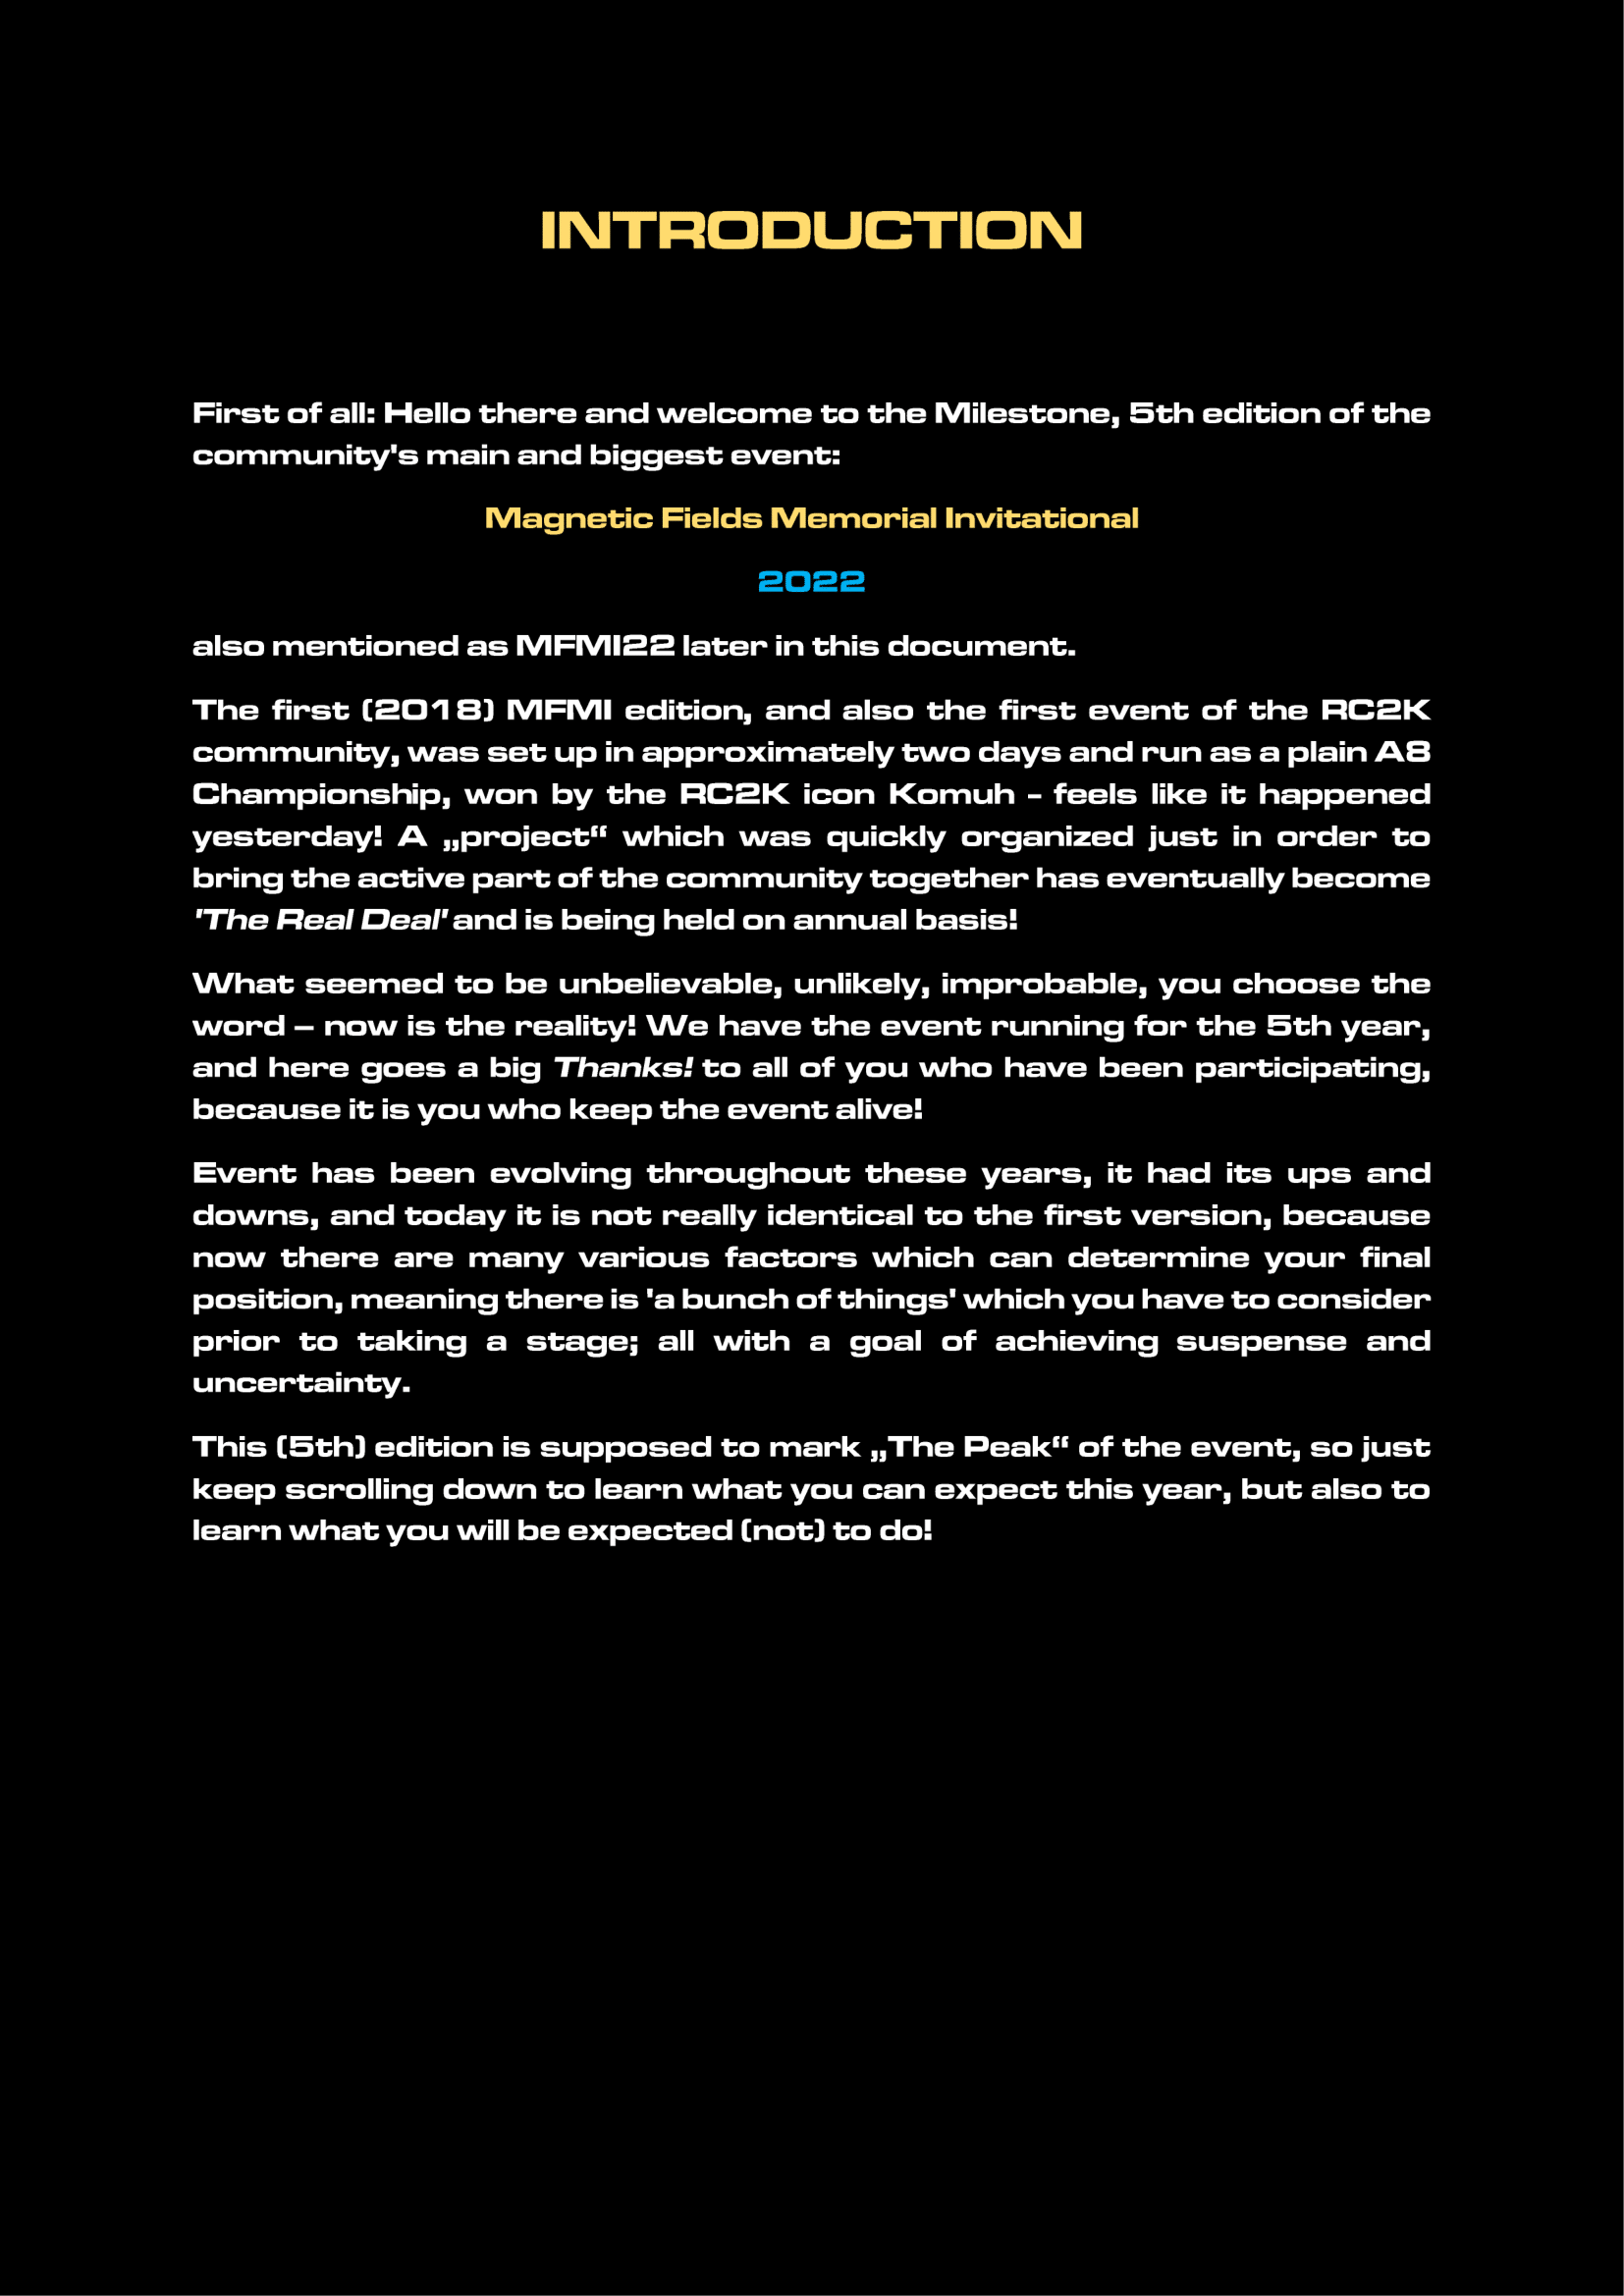 INTRODUCTION
First of all: Hello there and welcome to the Milestone, 5th edition of the
community's main and biggest event:
Magnetic Fields Memorial Invitational
2022
also mentioned as MFMI22 later in this document.
The first (2018) MFMI edition, and also the first event of the RC2K
community, was set up in approximately two days and run as a plain A8
Championship, won by the RC2K icon Komuh - feels like it happened
yesterday! A „project“ which was quickly organized just in order to
bring the active part of the community together has eventually become
'The Real Deal' and is being held on annual basis!
What seemed to be unbelievable, unlikely, improbable, you choose the
word – now is the reality! We have the event running for the 5th year,
and here goes a big Thanks! to all of you who have been participating,
because it is you who keep the event alive!
Event has been evolving throughout these years, it had its ups and
downs, and today it is not really identical to the first version, because
now there are many various factors which can determine your final
position, meaning there is 'a bunch of things' which you have to consider
prior to taking a stage; all with a goal of achieving suspense and
uncertainty.
This (5th) edition is supposed to mark „The Peak“ of the event, so just
keep scrolling down to learn what you can expect this year, but also to
learn what you will be expected (not) to do!